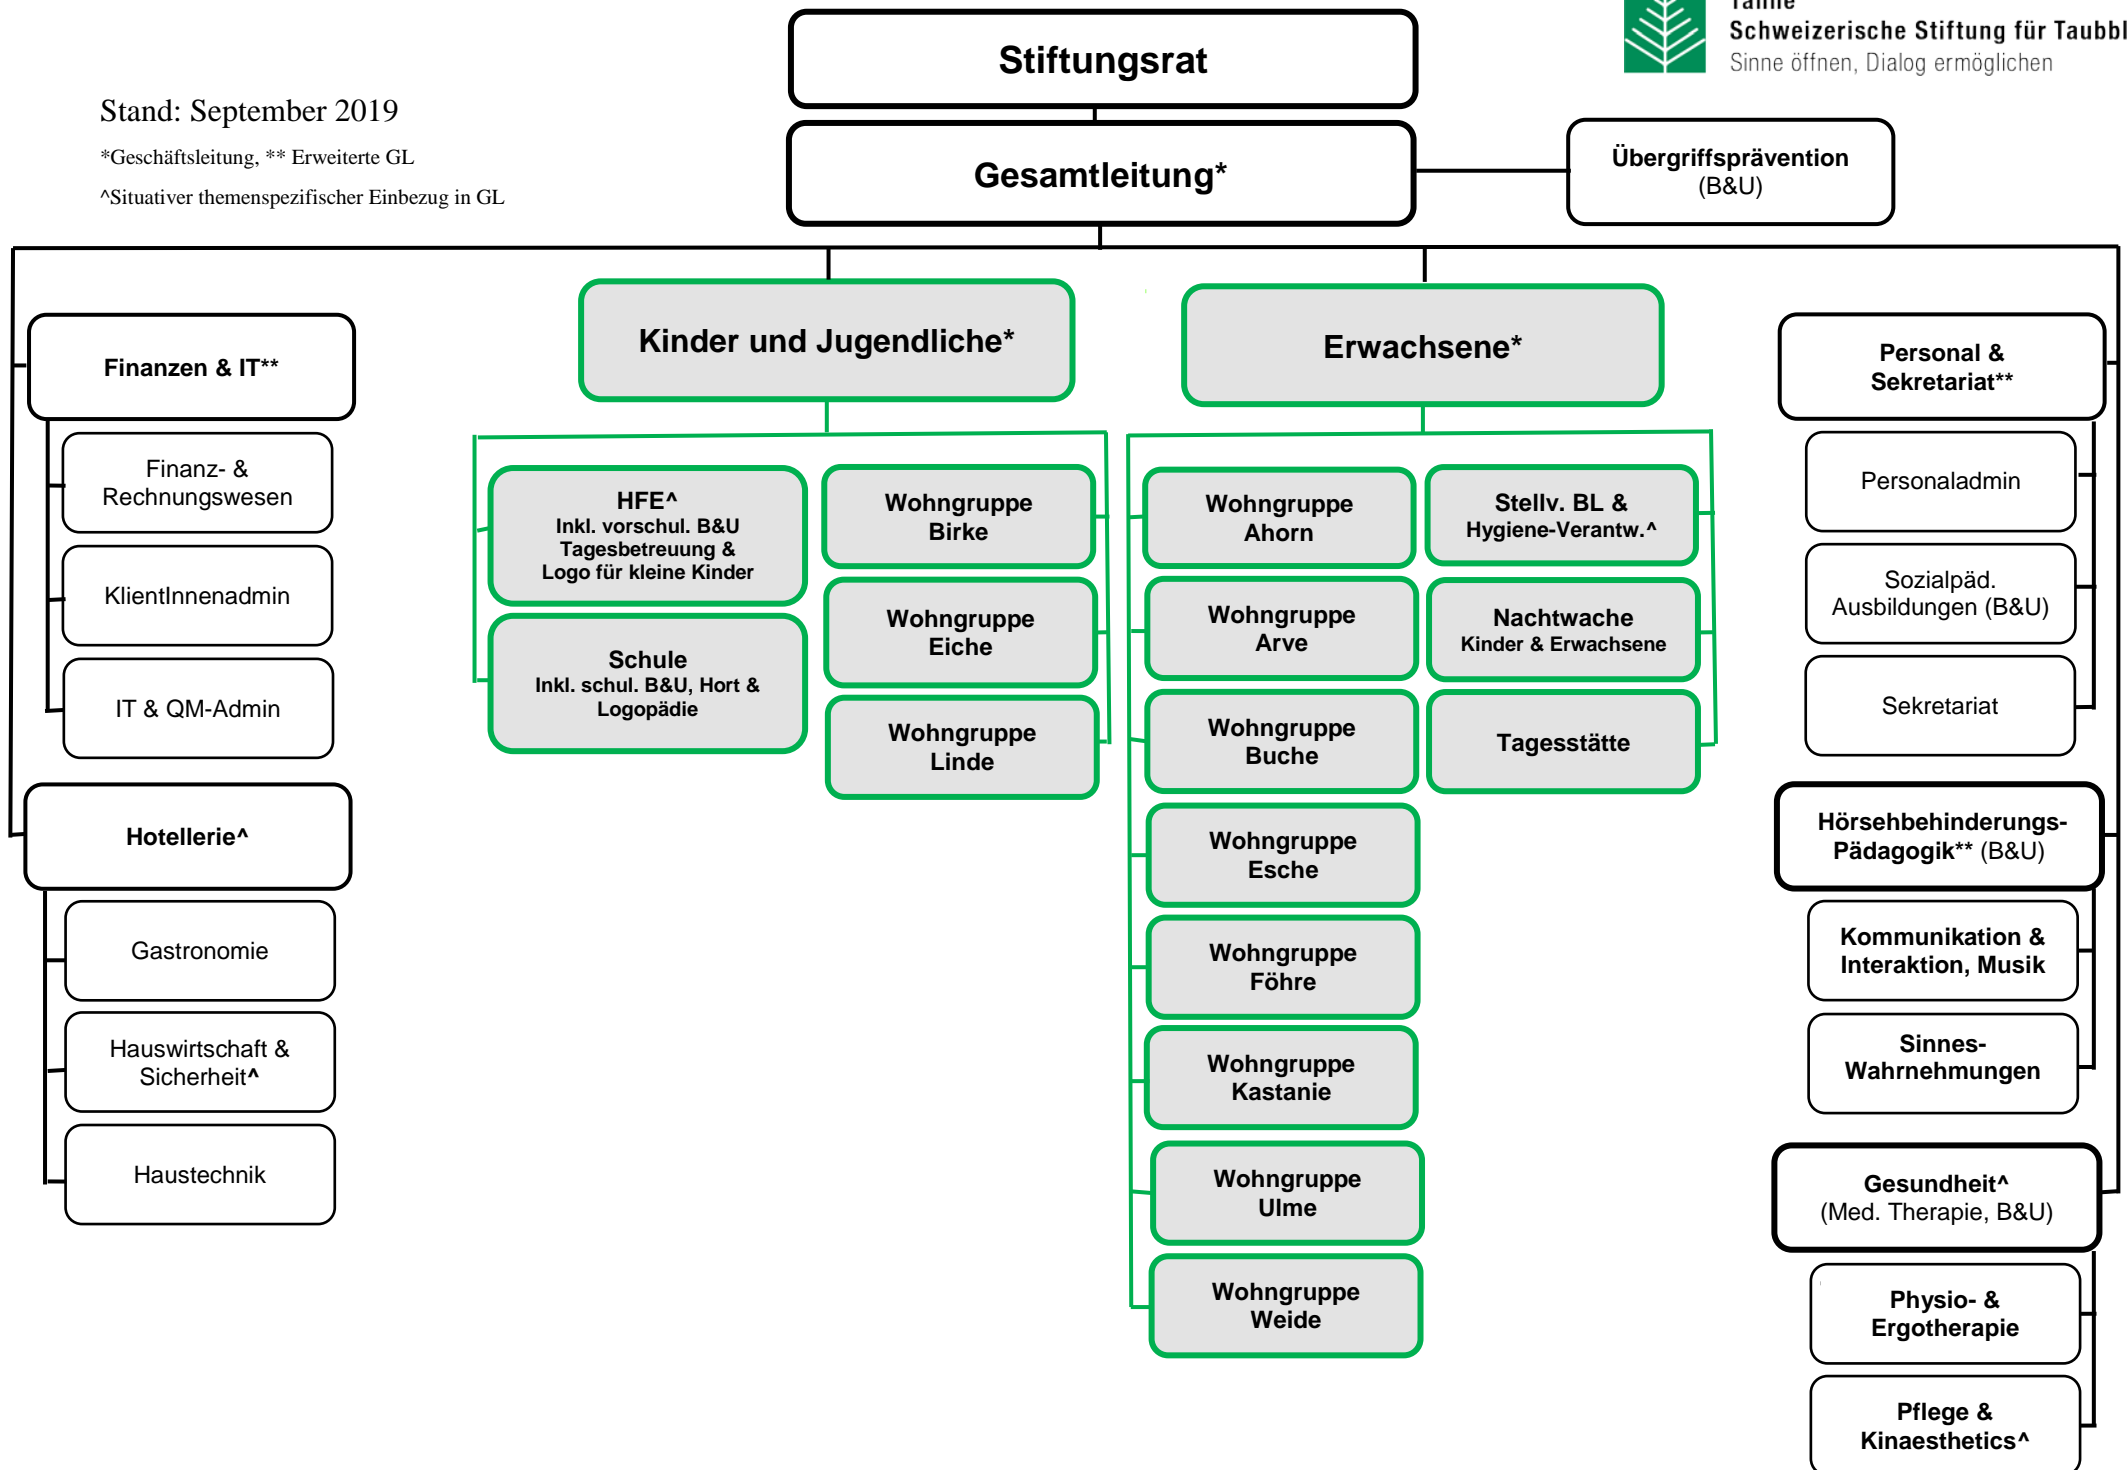 Tanne
Schweizerische Stiftung für Taubbl
Sinne öffnen, Dialog ermöglichen
Stiftungsrat
Stand: September 2019
*Geschäftsleitung, ** Erweiterte GL
^Situativer themenspezifischer Einbezug in GL
Gesamtleitung*
Übergriffsprävention
(B&U)
Finanzen & IT**
Finanz- &
Rechnungswesen
KlientInnenadmin
IT & QM-Admin
Hotellerie^
Gastronomie
Hauswirtschaft &
Sicherheit^
Haustechnik
Kinder und Jugendliche*
HFE^
Inkl. vorschul. B&U
Tagesbetreuung &
Logo für kleine Kinder
Schule
Inkl. schul. B&U, Hort &
Logopädie
Wohngruppe
Birke
Wohngruppe
Eiche
Wohngruppe
Linde
Erwachsene*
Wohngruppe
Ahorn
Wohngruppe
Arve
Wohngruppe
Buche
Wohngruppe
Esche
Wohngruppe
Föhre
Wohngruppe
Kastanie
Wohngruppe
Ulme
Wohngruppe
Weide
Stellv. BL &
Hygiene-Verantw.^
Nachtwache
Kinder & Erwachsene
Tagesstätte
Personal &
Sekretariat**
Personaladmin
Sozialpäd.
Ausbildungen (B&U)
Sekretariat
Hörsehbehinderungs-
Pädagogik** (B&U)
Kommunikation &
Interaktion, Musik
Sinnes-
Wahrnehmungen
Gesundheit^
(Med. Therapie, B&U)
Physio- &
Ergotherapie
Pflege &
Kinaesthetics^